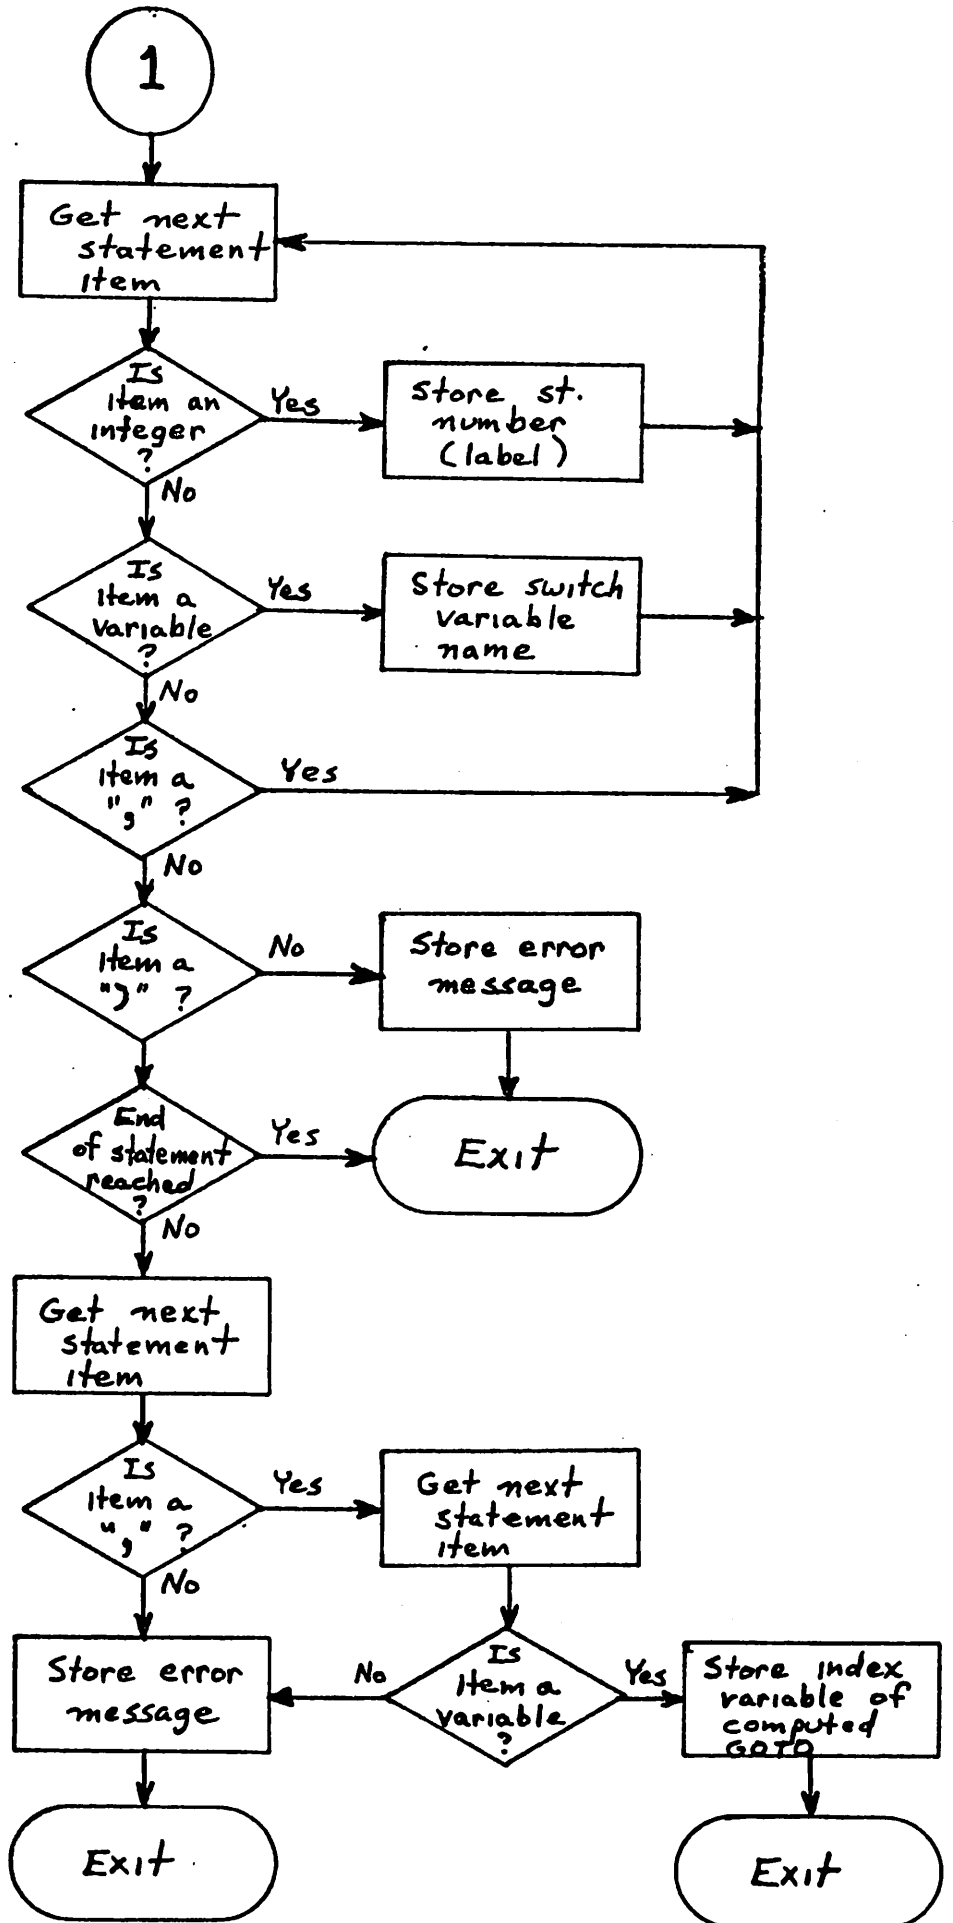 1
Get next
statement
item
Is
item an
integer
?
Yes
Store st.
number
(label)
No
Is
item a
variable
?
Yes
Store switch
variable
name
No
Is
item a
"," ?
Yes
No
Is
item a
")" ?
No
Store error
message
End
of statement
reached
?
Yes
Exit
No
Get next
statement
item
Is
item a
"," ?
Yes
Get next
statement
item
No
Store error
message
No
Is
item a
variable
?
Yes
Store index
variable of
computed
GOTO
Exit
Exit